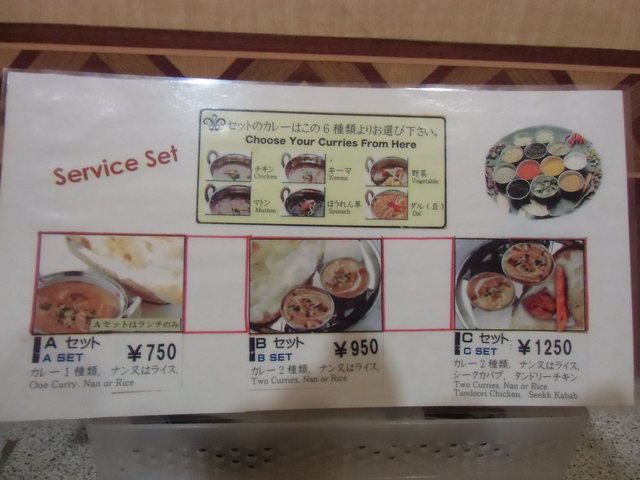 Service Set
セットのカレーはこの6種類よりお選び下さい。
Choose Your Curries From Here
チキン
Chicken
キーマ
Keema
野菜
Vegetable
マトン
Mutton
ほうれん草
Spinach
ダル(豆)
Dal
Aセットはランチのみ
A セット
A SET
¥750
カレー1種類, ナン又はライス,
One Curry, Nan or Rice
B セット
B SET
¥950
カレー2種類, ナン又はライス,
Two Curries, Nan or Rice
C セット
C SET
¥1250
カレー2種類, ナン又はライス,
シークカバブ, タンドリーチキン
Two Curries, Nan or Rice
Tandoori Chicken, Seekh Kabab